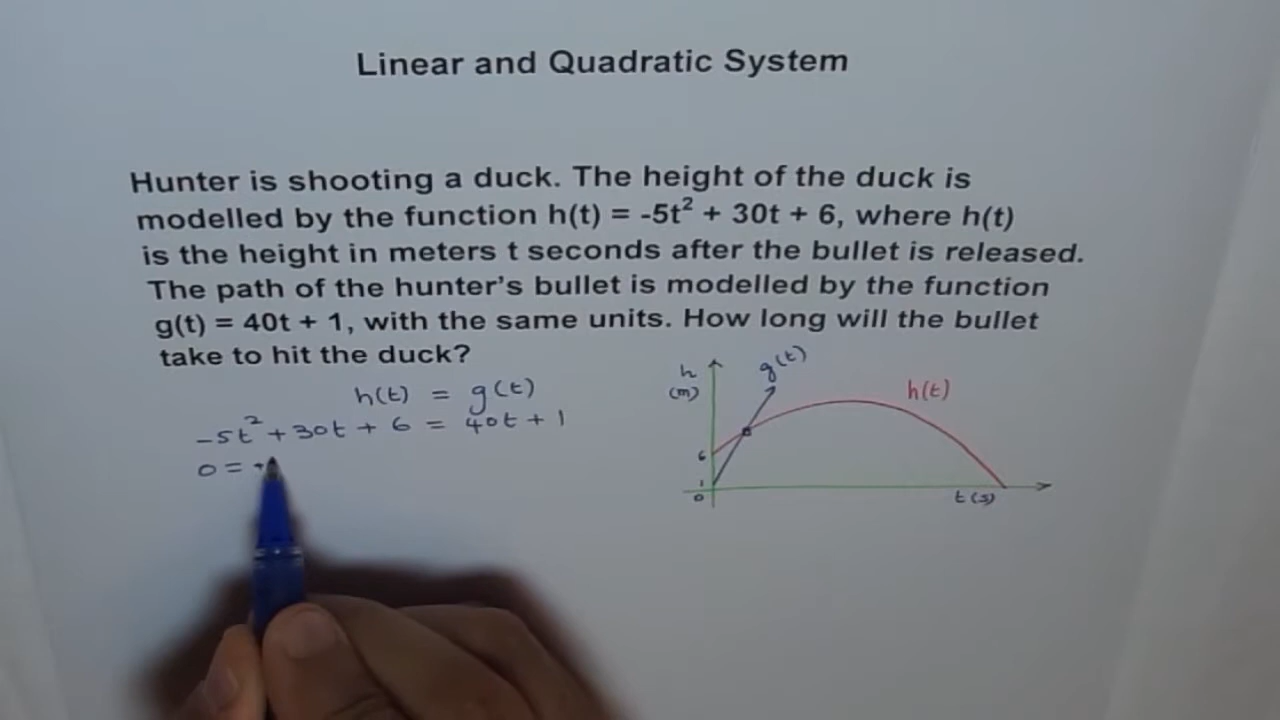 Linear and Quadratic System
Hunter is shooting a duck. The height of the duck is
modelled by the function h(t) = -5t² + 30t + 6, where h(t)
is the height in meters t seconds after the bullet is released.
The path of the hunter's bullet is modelled by the function
g(t) = 40t + 1, with the same units. How long will the bullet
take to hit the duck?
h(t) = g(t)
-5t² + 30t + 6 = 40t + 1
0 = +
h
(m)
g(t)
h(t)
6
1
0
t(s)